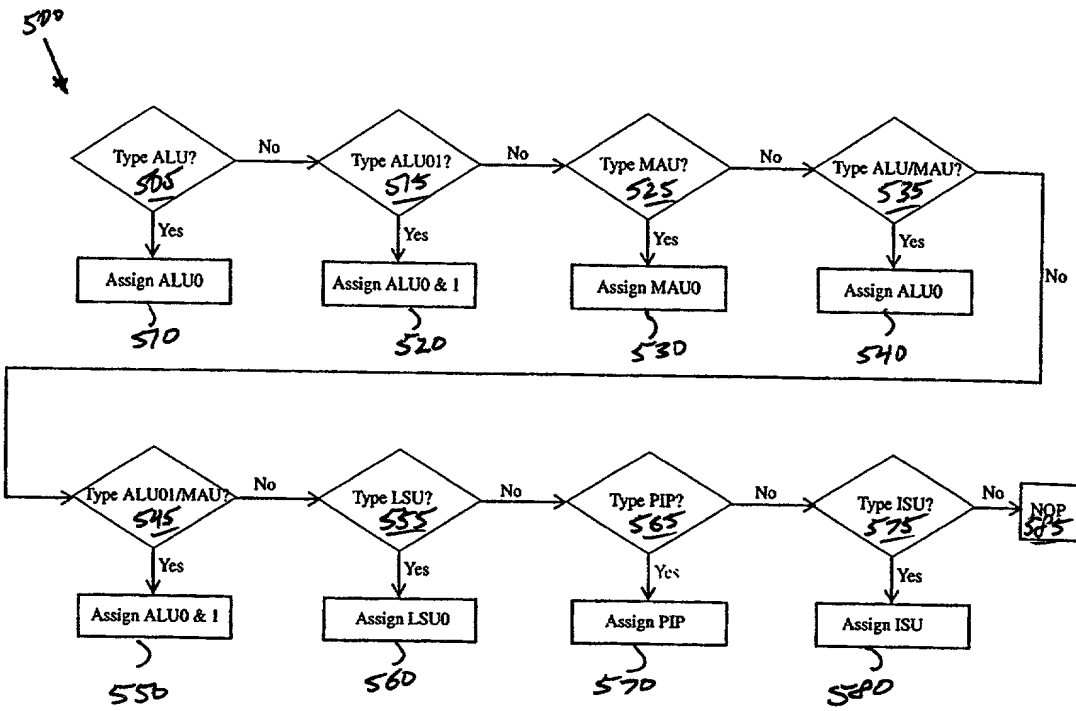 500
Type ALU?
505
No
Type ALU01?
515
No
Type MAU?
525
No
Type ALU/MAU?
535
No
Yes
Yes
Yes
Yes
Assign ALU0
Assign ALU0 & 1
Assign MAU0
Assign ALU0
510
520
530
540
Type ALU01/MAU?
545
No
Type LSU?
555
No
Type PIP?
565
No
Type ISU?
575
No
NOP
585
Yes
Yes
Yes
Yes
Assign ALU0 & 1
Assign LSU0
Assign PIP
Assign ISU
550
560
570
580